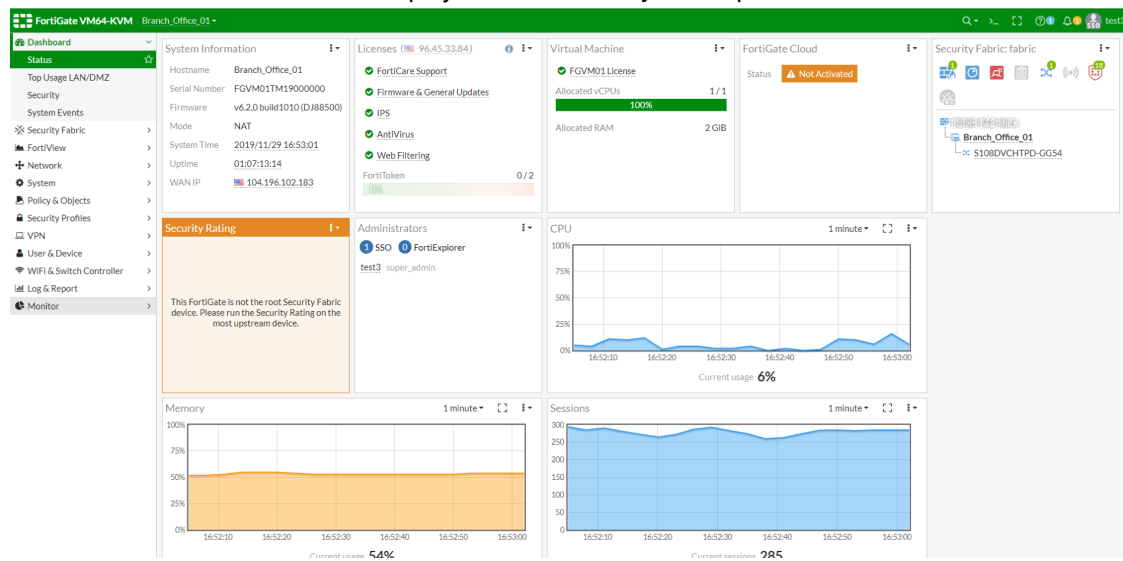 FortiGate VM64-KVM Branch_Office_01
test3
SSO
Dashboard
Status
Top Usage LAN/DMZ
Security
System Events
Security Fabric
FortiView
Network
System
Policy & Objects
Security Profiles
VPN
User & Device
WiFi & Switch Controller
Log & Report
Monitor
System Information
Hostname Branch_Office_01
Serial Number FGVM01TM19000000
Firmware v6.2.0 build1010 (DJ88500)
Mode NAT
System Time 2019/11/29 16:53:01
Uptime 01:07:13:14
WAN IP 104.196.102.183
Licenses (96.45.33.84)
FortiCare Support
Firmware & General Updates
IPS
AntiVirus
Web Filtering
FortiToken 0/2
0%
Virtual Machine
FGVM01 License
Allocated vCPUs 1/1
100%
Allocated RAM 2 GiB
FortiGate Cloud
Status Not Activated
Security Fabric: fabric
1 1 18
Branch_Office_01
S108DVCHTPD-GG54
Security Rating
This FortiGate is not the root Security Fabric
device. Please run the Security Rating on the
most upstream device.
Administrators
1 SSO 0 FortiExplorer
test3 super_admin
CPU 1 minute
100%
75%
50%
25%
0%
16:52:10 16:52:20 16:52:30 16:52:40 16:52:50 16:53:00
Current usage 6%
Memory 1 minute
100%
75%
50%
25%
0%
16:52:10 16:52:20 16:52:30 16:52:40 16:52:50 16:53:00
Current usage 54%
Sessions 1 minute
300
250
200
150
100
50
0
16:52:10 16:52:20 16:52:30 16:52:40 16:52:50 16:53:00
Current sessions 285